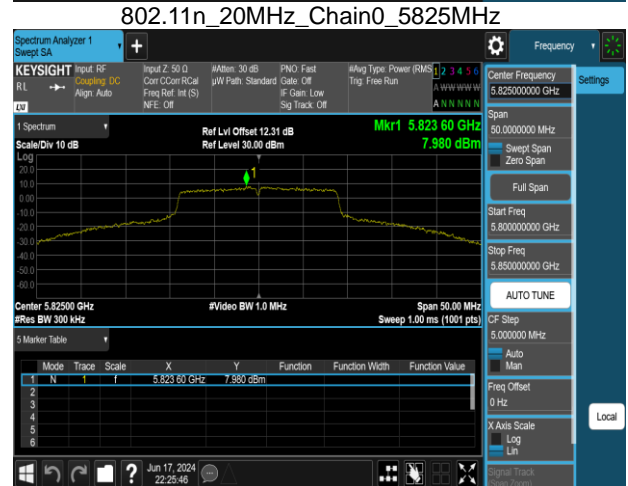 802.11n_20MHz_Chain0_5825MHz
Spectrum Analyzer 1
Swept SA
+
Frequency
KEYSIGHT
RL
LXI
Input: RF
Coupling: DC
Align: Auto
Input Z: 50 Ω
Corr CCorr RCal
Freq Ref: Int (S)
NFE: Off
#Atten: 30 dB
µW Path: Standard
PNO: Fast
Gate: Off
IF Gain: Low
Sig Track: Off
#Avg Type: Power (RMS
Trig: Free Run
1 2 3 4 5 6
A W W W W W
A N N N N N
1 Spectrum
Scale/Div 10 dB
Ref Lvl Offset 12.31 dB
Ref Level 30.00 dBm
Mkr1 5.823 60 GHz
7.980 dBm
Log
20.0
10.0
0.00
-10.0
-20.0
-30.0
-40.0
-50.0
-60.0
1
Center 5.82500 GHz
#Res BW 300 kHz
#Video BW 1.0 MHz
Span 50.00 MHz
Sweep 1.00 ms (1001 pts)
5 Marker Table
Mode Trace Scale X Y Function Function Width Function Value
1 N 1 f 5.823 60 GHz 7.980 dBm
2
3
4
5
6
Center Frequency
5.825000000 GHz
Settings
Span
50.0000000 MHz
Swept Span
Zero Span
Full Span
Start Freq
5.800000000 GHz
Stop Freq
5.850000000 GHz
AUTO TUNE
CF Step
5.000000 MHz
Auto
Man
Freq Offset
0 Hz
X Axis Scale
Log
Lin
Local
Signal Track
(Span Zoom)
?
Jun 17, 2024
22:25:46